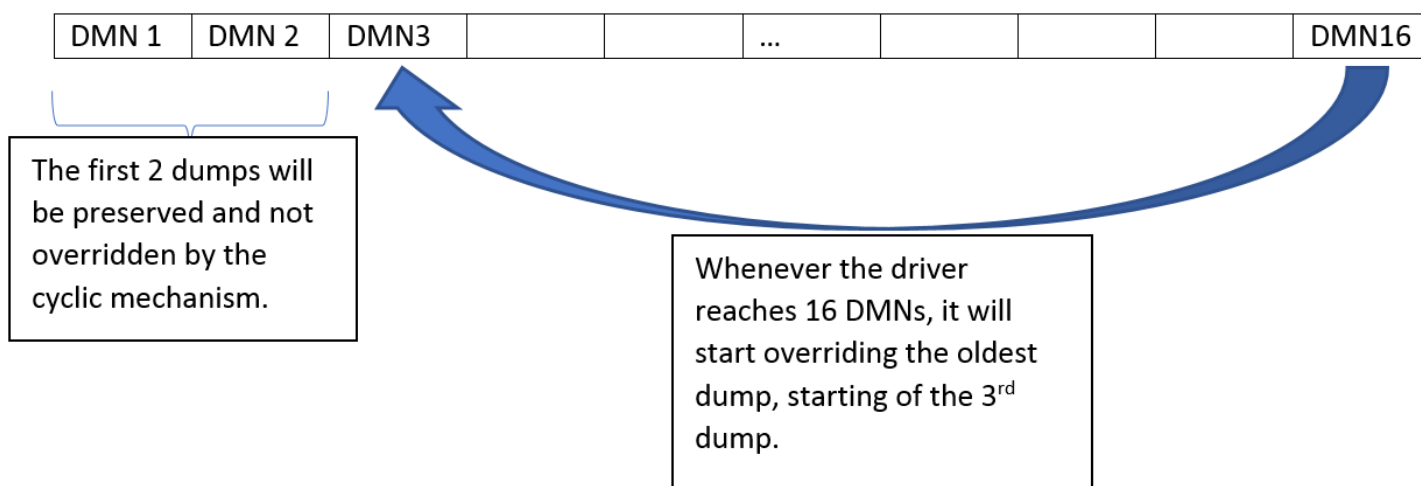 DMN 1 DMN 2 DMN3 ... DMN16
The first 2 dumps will
be preserved and not
overridden by the
cyclic mechanism.
Whenever the driver
reaches 16 DMNs, it will
start overriding the oldest
dump, starting of the 3rd
dump.